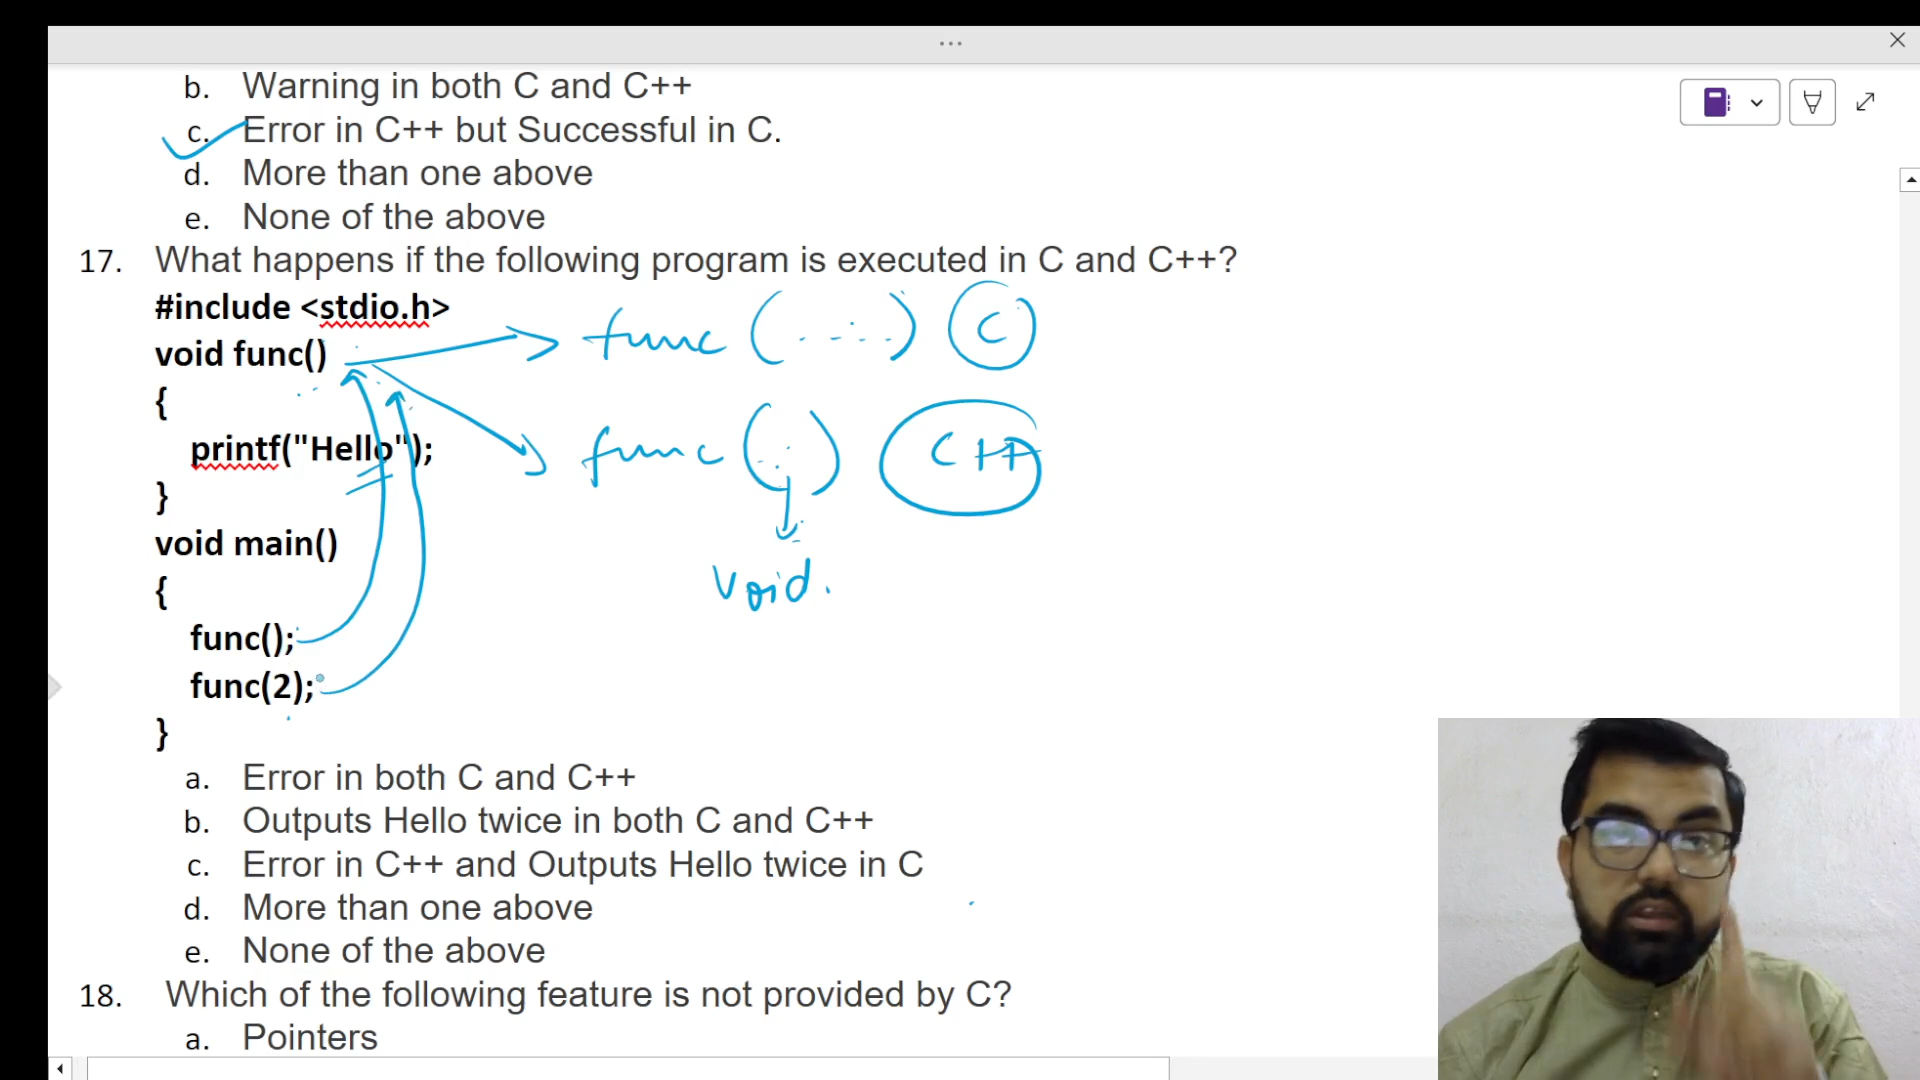 b. Warning in both C and C++
c. Error in C++ but Successful in C.
d. More than one above
e. None of the above
17. What happens if the following program is executed in C and C++?
#include <stdio.h>
void func()
func (.....) C
{
printf("Hello");
func ( ) C++
}
void main()
void.
{
func();
func(2);
}
a. Error in both C and C++
b. Outputs Hello twice in both C and C++
c. Error in C++ and Outputs Hello twice in C
d. More than one above
e. None of the above
18. Which of the following feature is not provided by C?
a. Pointers